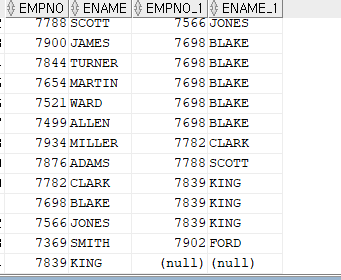 EMPNO ENAME EMPNO_1 ENAME_1
7788 SCOTT 7566 JONES
7900 JAMES 7698 BLAKE
7844 TURNER 7698 BLAKE
7654 MARTIN 7698 BLAKE
7521 WARD 7698 BLAKE
7499 ALLEN 7698 BLAKE
7934 MILLER 7782 CLARK
7876 ADAMS 7788 SCOTT
7782 CLARK 7839 KING
7698 BLAKE 7839 KING
7566 JONES 7839 KING
7369 SMITH 7902 FORD
7839 KING (null) (null)